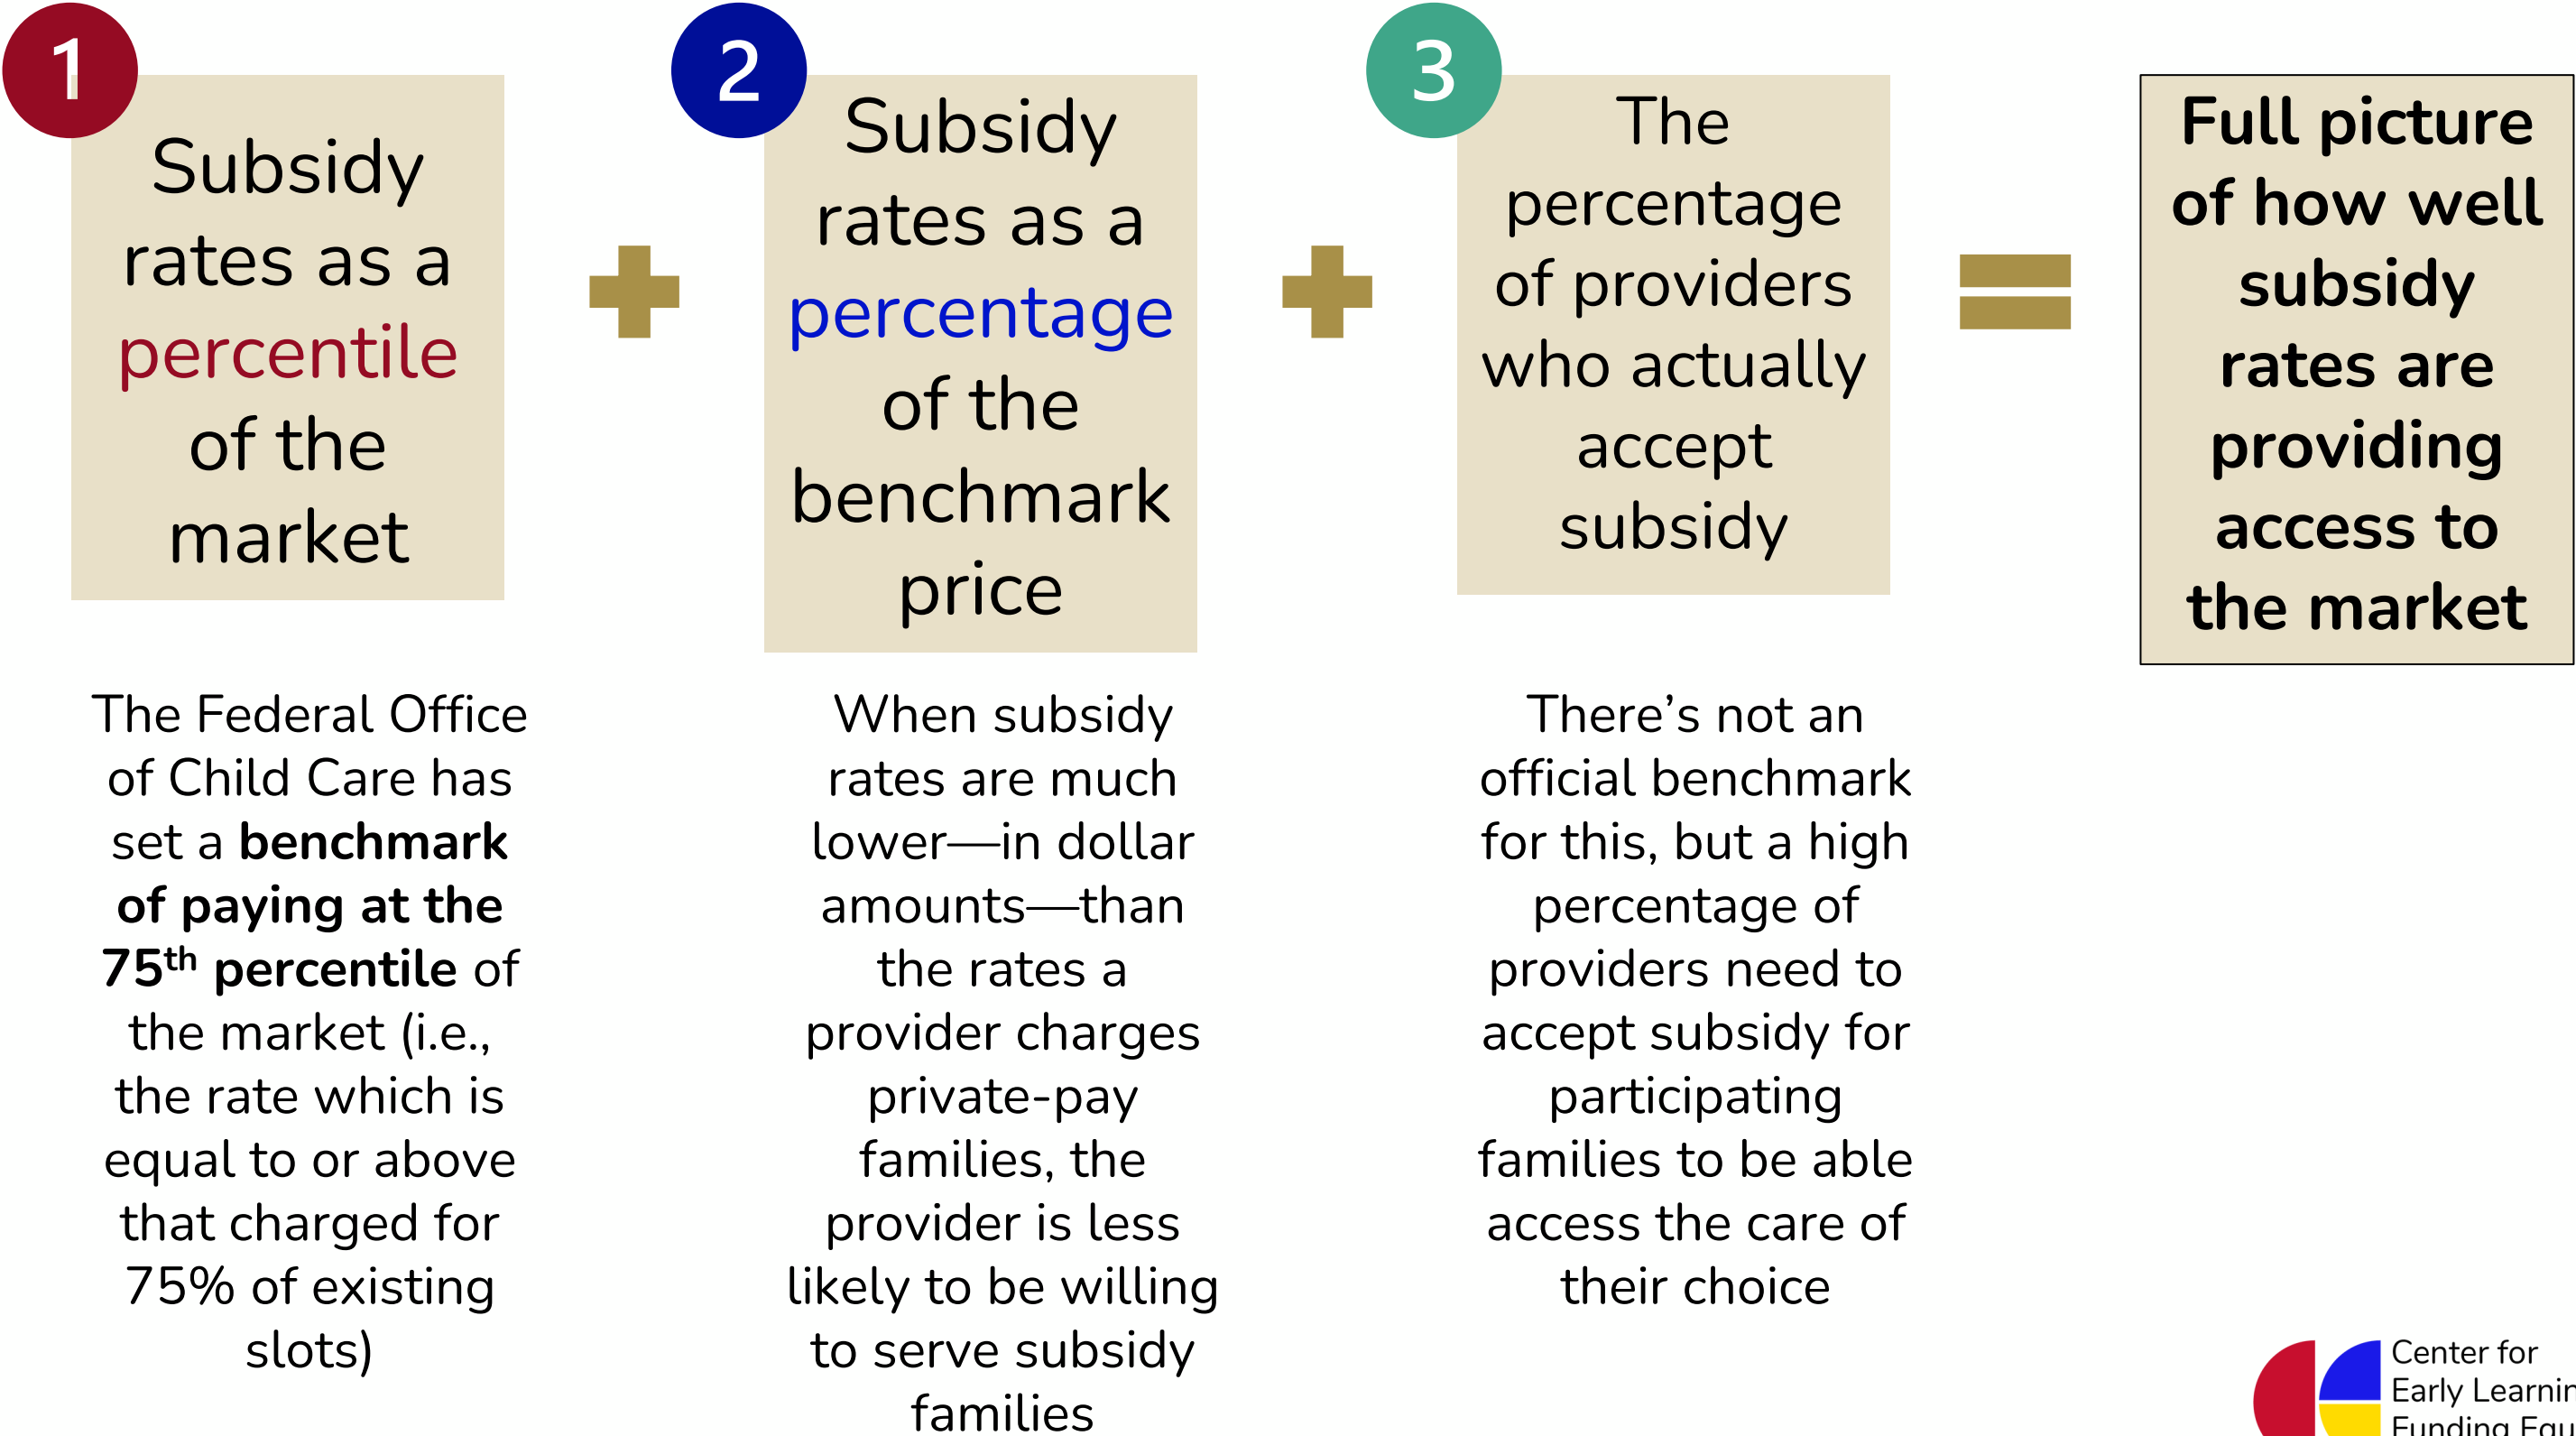 1
Subsidy
rates as a
percentile
of the
market
2
Subsidy
rates as a
percentage
of the
benchmark
price
3
The
percentage
of providers
who actually
accept
subsidy
Full picture
of how well
subsidy
rates are
providing
access to
the market
The Federal Office
of Child Care has
set a benchmark
of paying at the
75th percentile of
the market (i.e.,
the rate which is
equal to or above
that charged for
75% of existing
slots)
When subsidy
rates are much
lower—in dollar
amounts—than
the rates a
provider charges
private-pay
families, the
provider is less
likely to be willing
to serve subsidy
families
There’s not an
official benchmark
for this, but a high
percentage of
providers need to
accept subsidy for
participating
families to be able
access the care of
their choice
Center for
Early
Funding